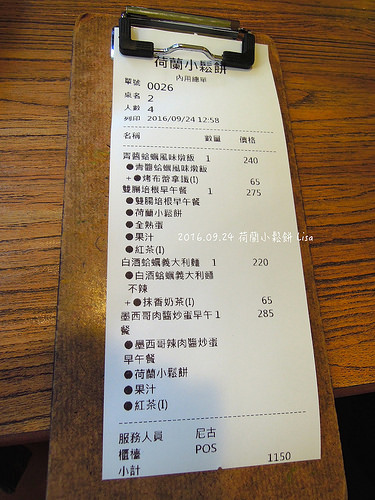 荷蘭小鬆餅
內用總單
單號 0026
桌名 2
人數 4
列印 2016/09/24 12:58
名稱 數量 價格
青醬蛤蠣風味燉飯 1 240
●青醬蛤蠣風味燉飯
+●烤布蕾拿鐵(I) 65
雙腸培根早午餐 1 275
●雙腸培根早午餐
●荷蘭小鬆餅
●全熟蛋
●果汁
●紅茶(I)
2016.09.24 荷蘭小鬆餅 Lisa
白酒蛤蠣義大利麵 1 220
●白酒蛤蠣義大利麵
不辣
+●抹香奶茶(I) 65
墨西哥肉醬炒蛋早午 1 285
餐
●墨西哥辣肉醬炒蛋
早午餐
●荷蘭小鬆餅
●果汁
●紅茶(I)
服務人員 尼古
櫃檯 POS
小計 1150